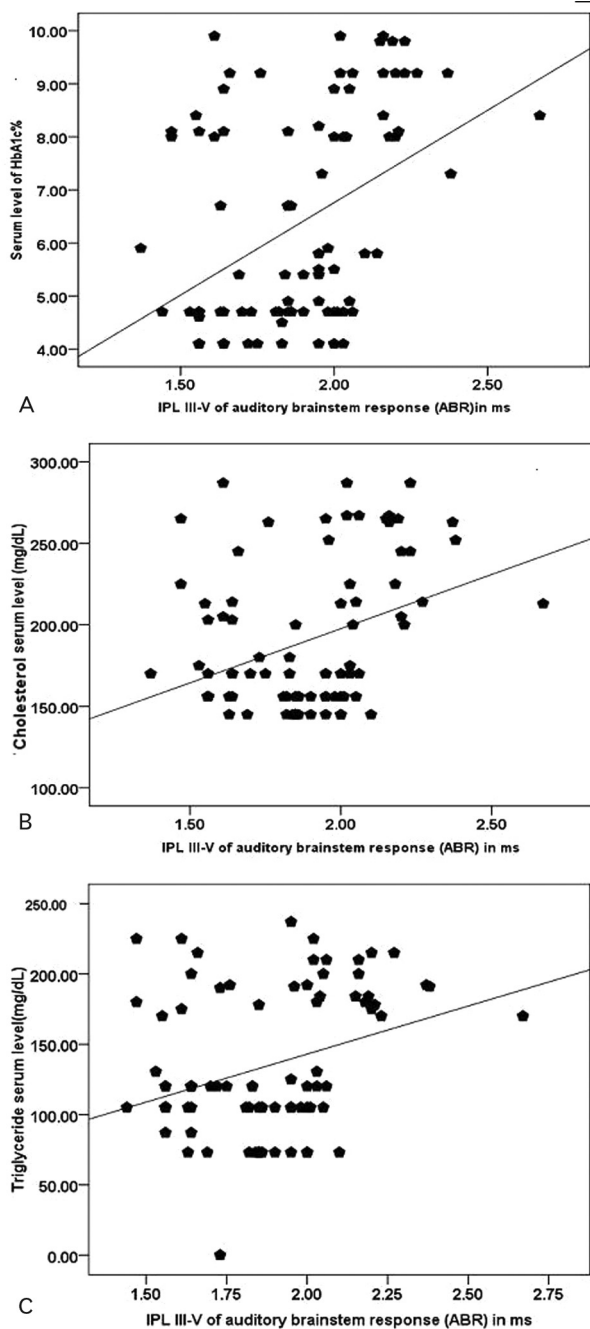 10.00
9.00
8.00
7.00
6.00
5.00
4.00
Serum level of HbA1c%
1.50 2.00 2.50
IPL III-V of auditory brainstem response (ABR)in ms
A
300.00
250.00
200.00
150.00
100.00
Cholesterol serum level (mg/dL)
1.50 2.00 2.50
IPL III-V of auditory brainstem response (ABR) in ms
B
250.00
200.00
150.00
100.00
50.00
0.00
Triglyceride serum level(mg/dL)
1.50 1.75 2.00 2.25 2.50 2.75
IPL III-V of auditory brainstem response (ABR) in ms
C